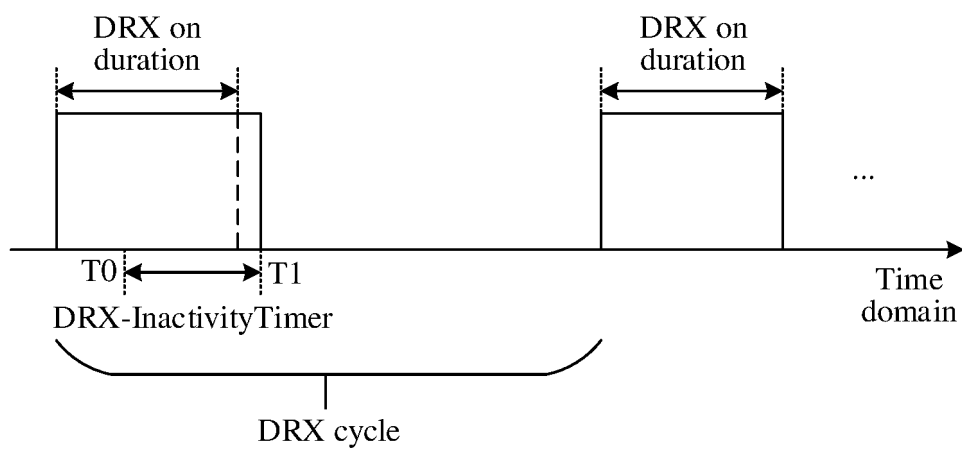 DRX on
duration
DRX on
duration
...
T0
T1
Time
domain
DRX-InactivityTimer
DRX cycle